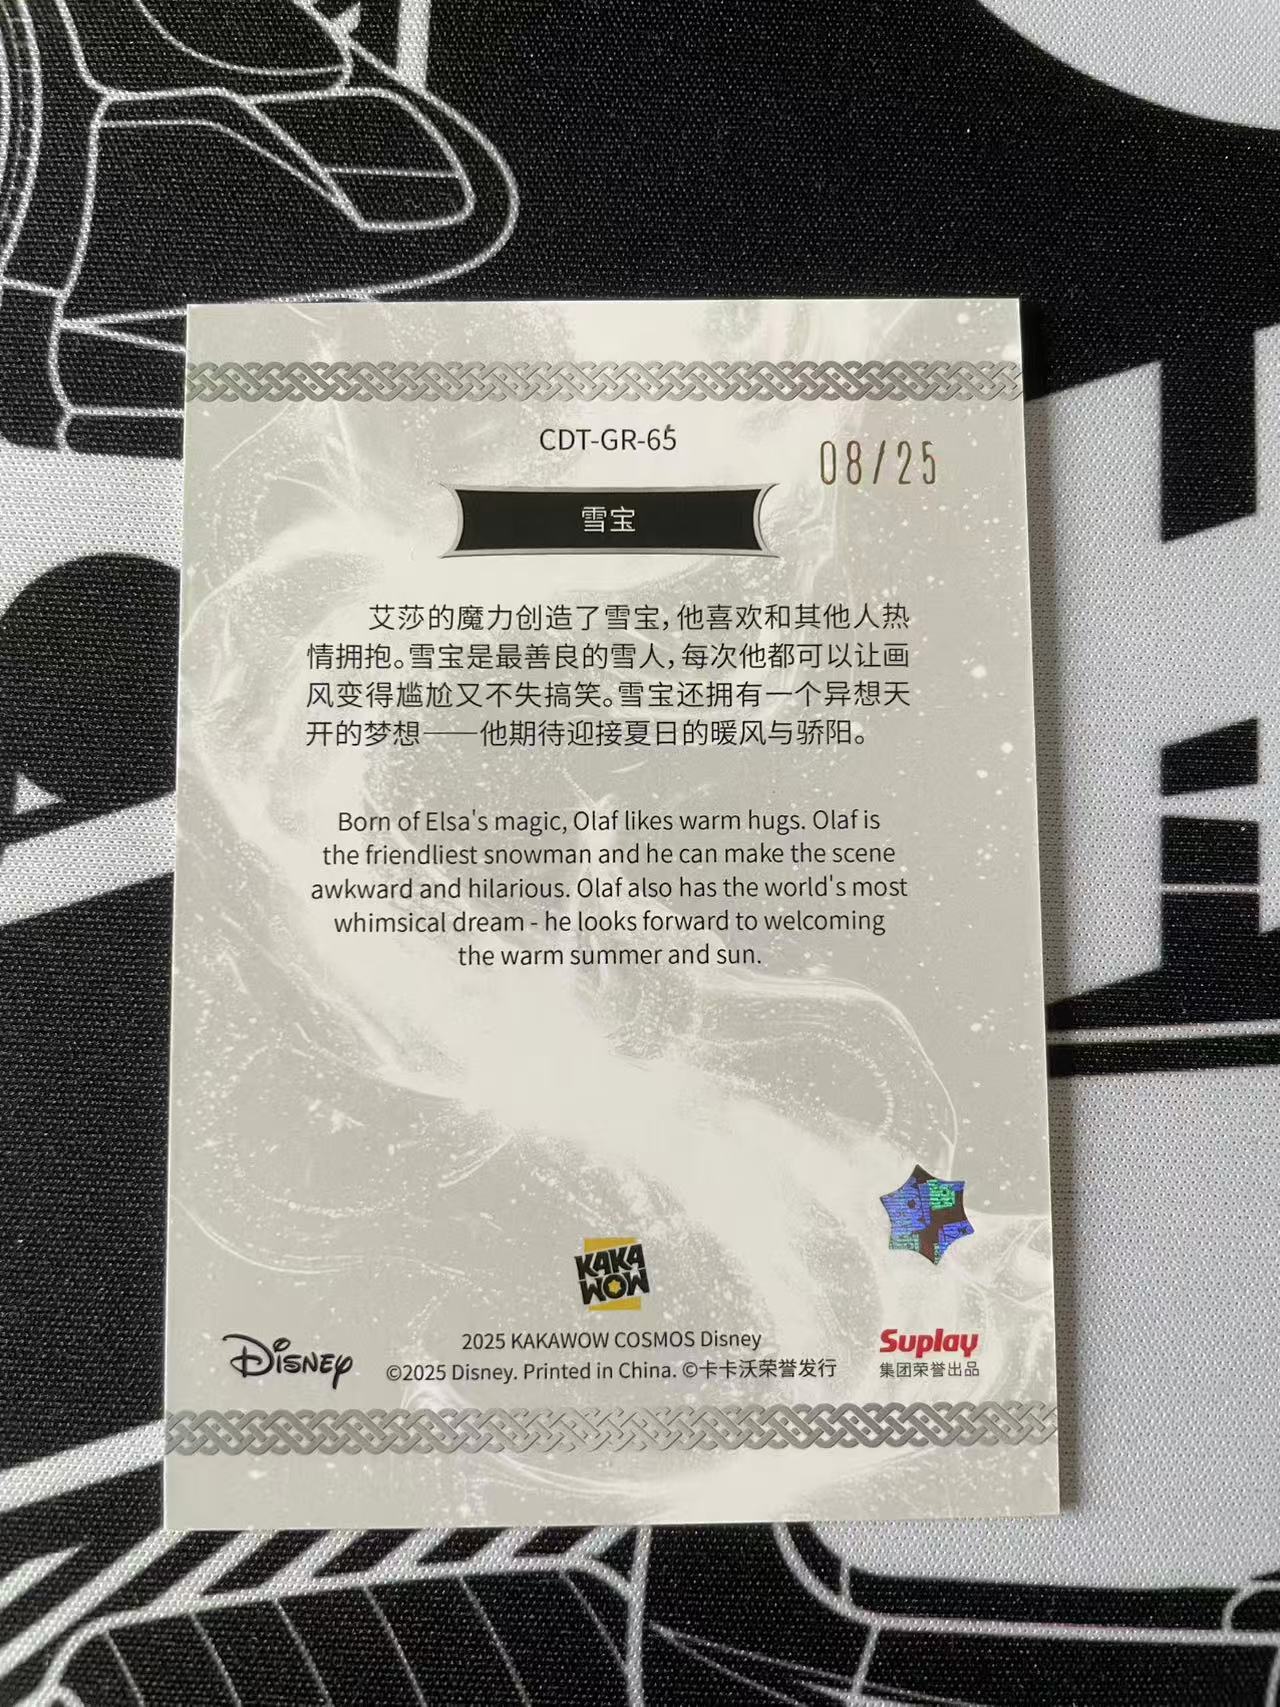 CDT-GR-65
08/25
雪宝
艾莎的魔力创造了雪宝，他喜欢和其他人热
情拥抱。雪宝是最善良的雪人，每次他都可以让画
风变得尴尬又不失搞笑。雪宝还拥有一个异想天
开的梦想——他期待迎接夏日的暖风与骄阳。
Born of Elsa's magic, Olaf likes warm hugs. Olaf is
the friendliest snowman and he can make the scene
awkward and hilarious. Olaf also has the world's most
whimsical dream - he looks forward to welcoming
the warm summer and sun.
KAKA
WOW
Disney
2025 KAKAWOW COSMOS Disney
©2025 Disney. Printed in China. ©卡卡沃荣誉发行
Suplay
集团荣誉出品